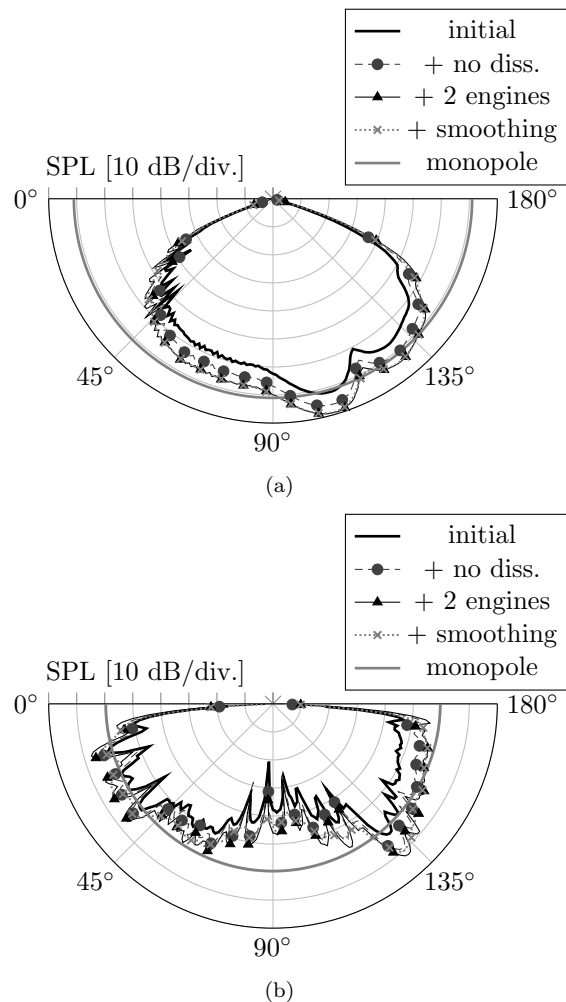 initial
+ no diss.
+ 2 engines
+ smoothing
monopole
SPL [10 dB/div.]
0°
180°
45°
135°
90°
(a)
initial
+ no diss.
+ 2 engines
+ smoothing
monopole
SPL [10 dB/div.]
0°
180°
45°
135°
90°
(b)